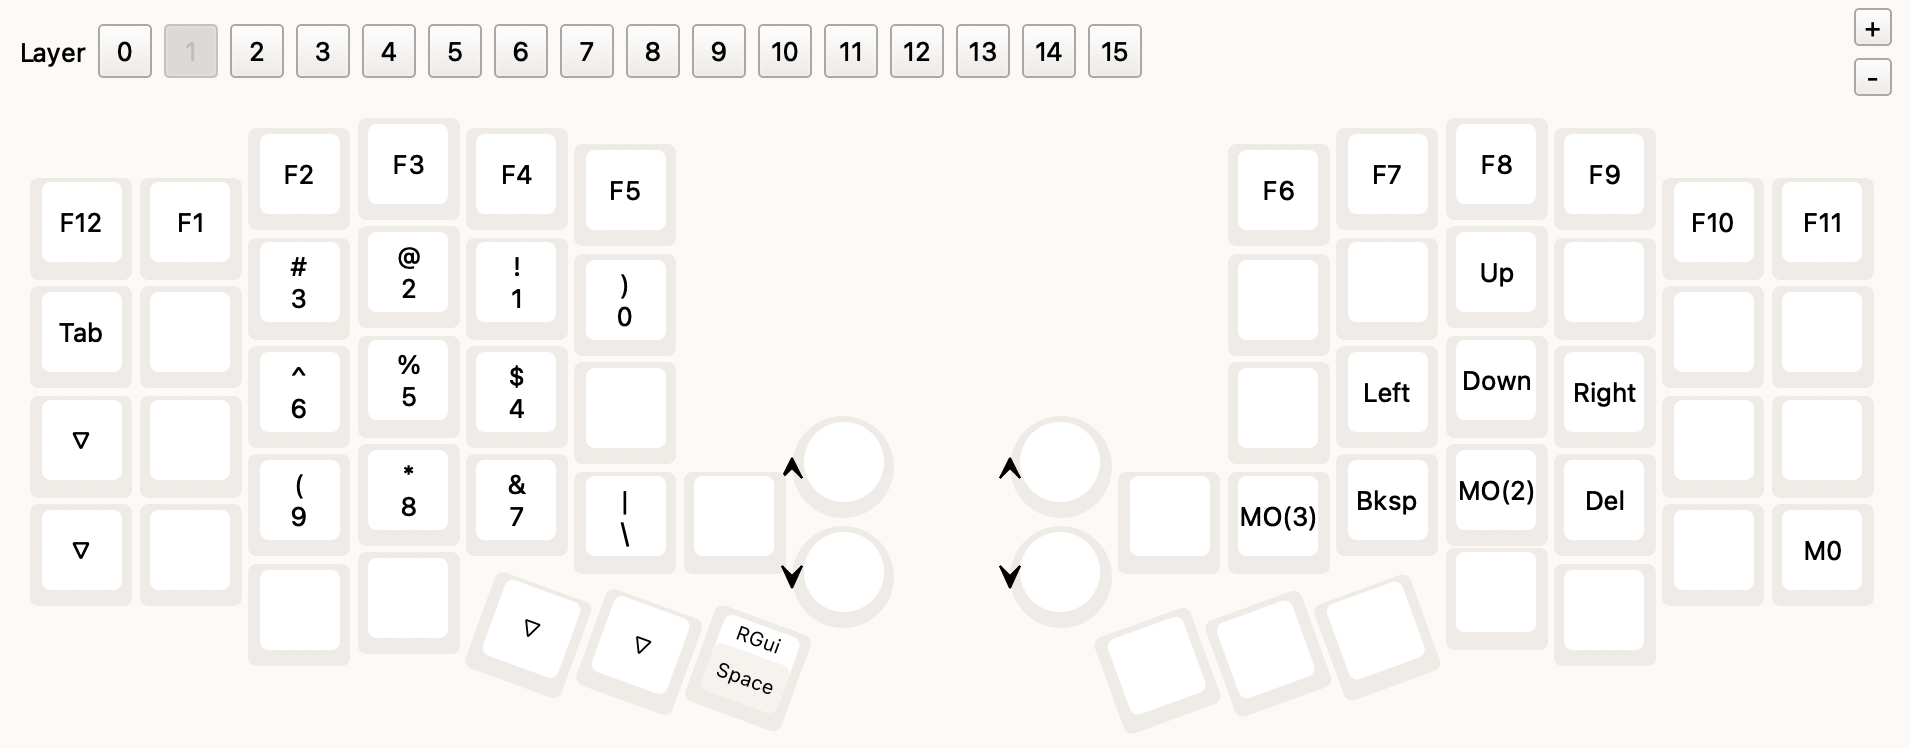 Layer 0 1 2 3 4 5 6 7 8 9 10 11 12 13 14 15 +
-
F12 F1 F2 F3 F4 F5 F6 F7 F8 F9 F10 F11
# @ ! )
3 2 1 0
Up
Tab
^ % $
6 5 4
Left Down Right
▽
( * & |
9 8 7 \
MO(3) Bksp MO(2) Del
▽ M0
▽ ▽ RGui
Space